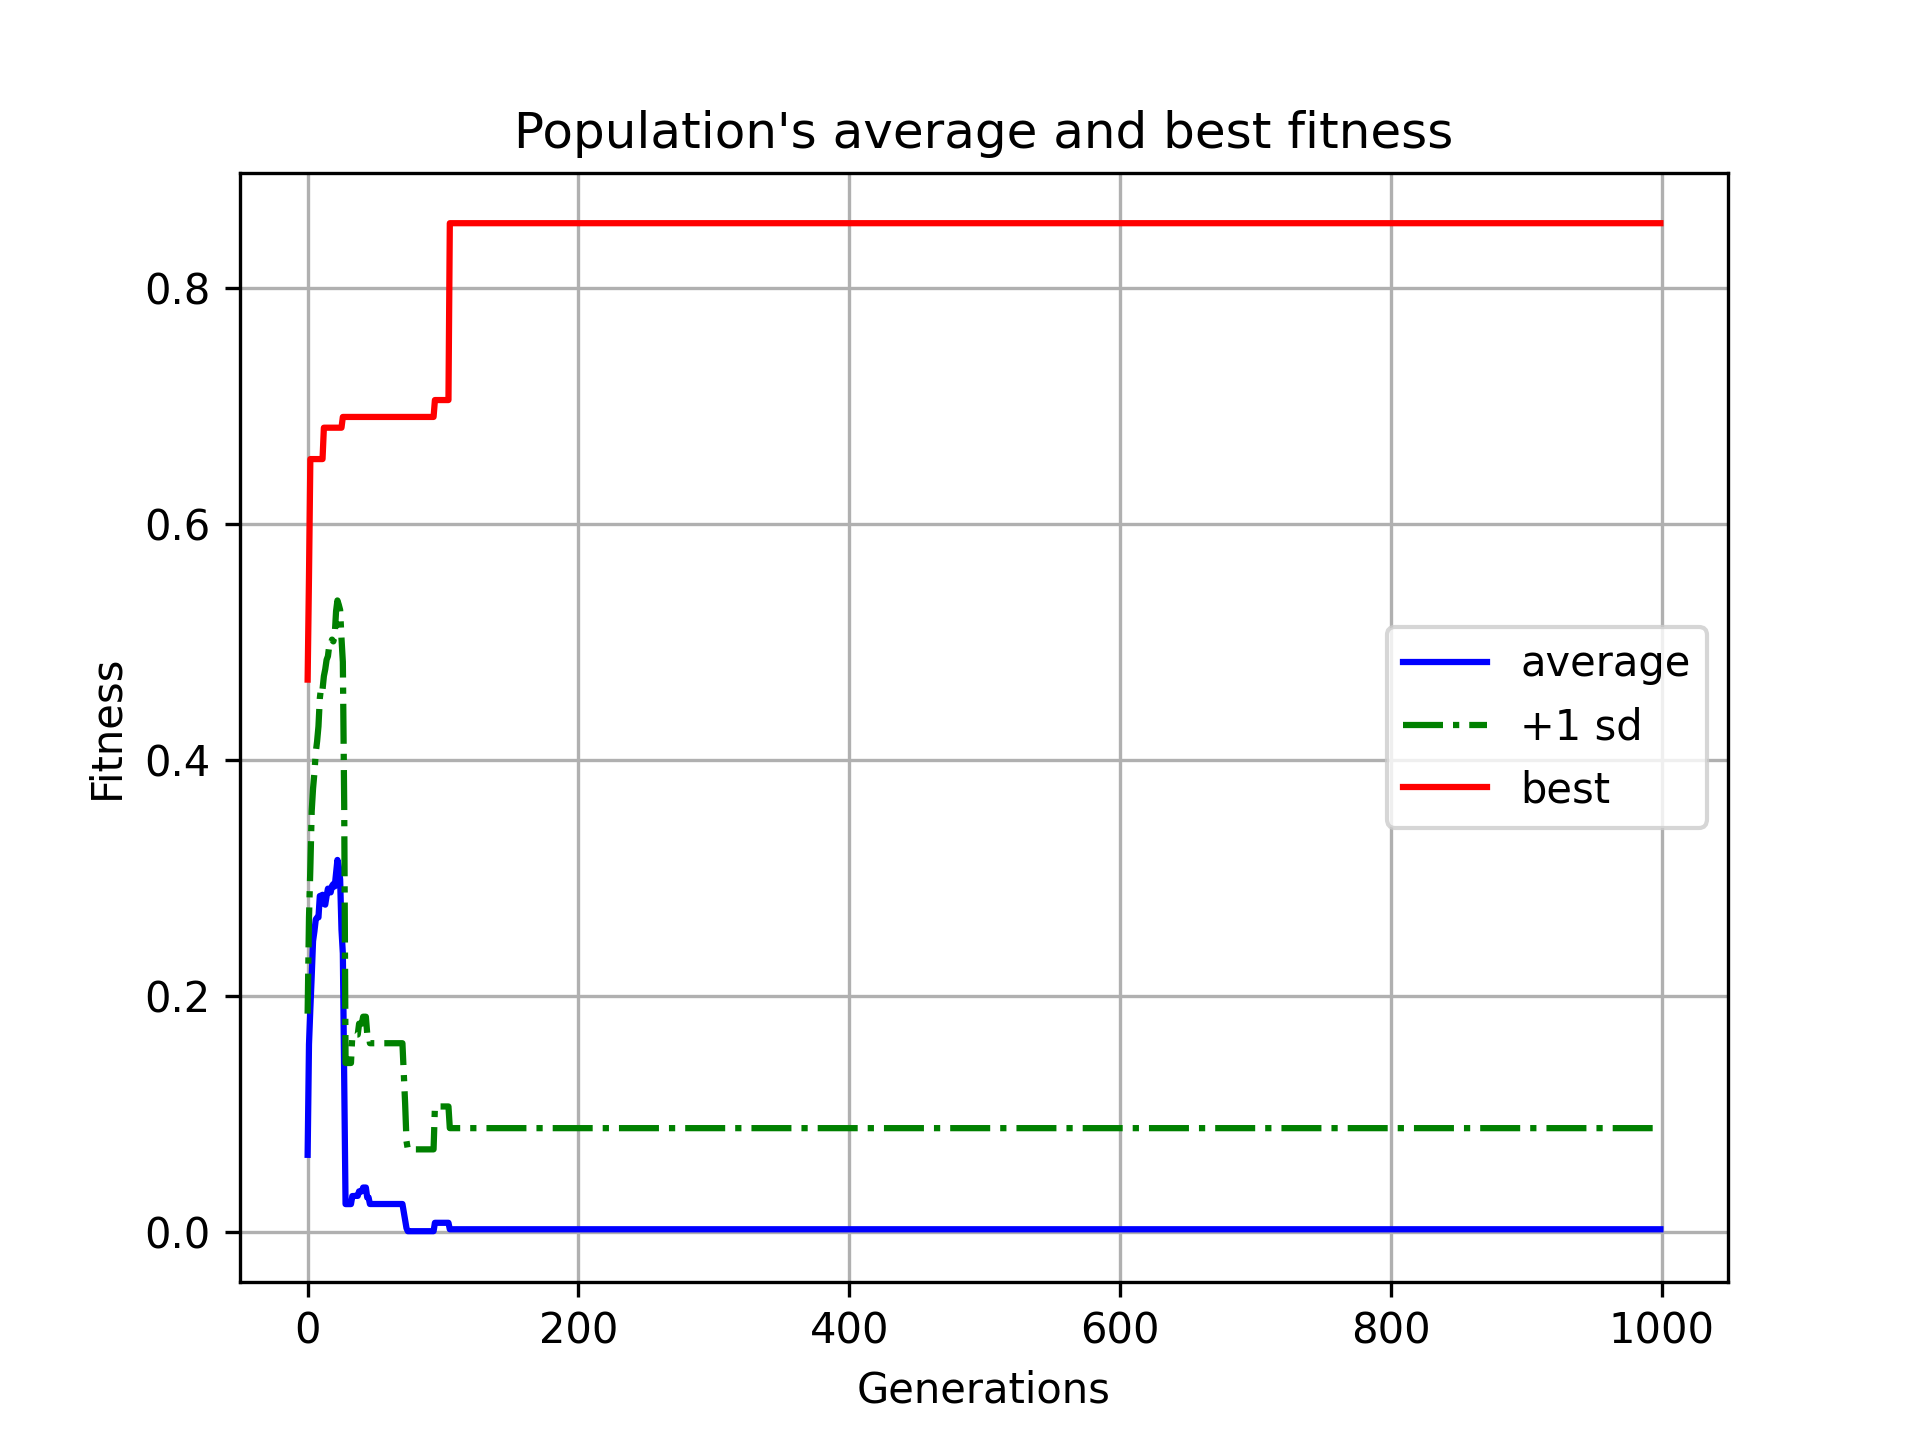 Population's average and best fitness
Fitness
0.8
0.6
0.4
0.2
0.0
average
+1 sd
best
0 200 400 600 800 1000
Generations